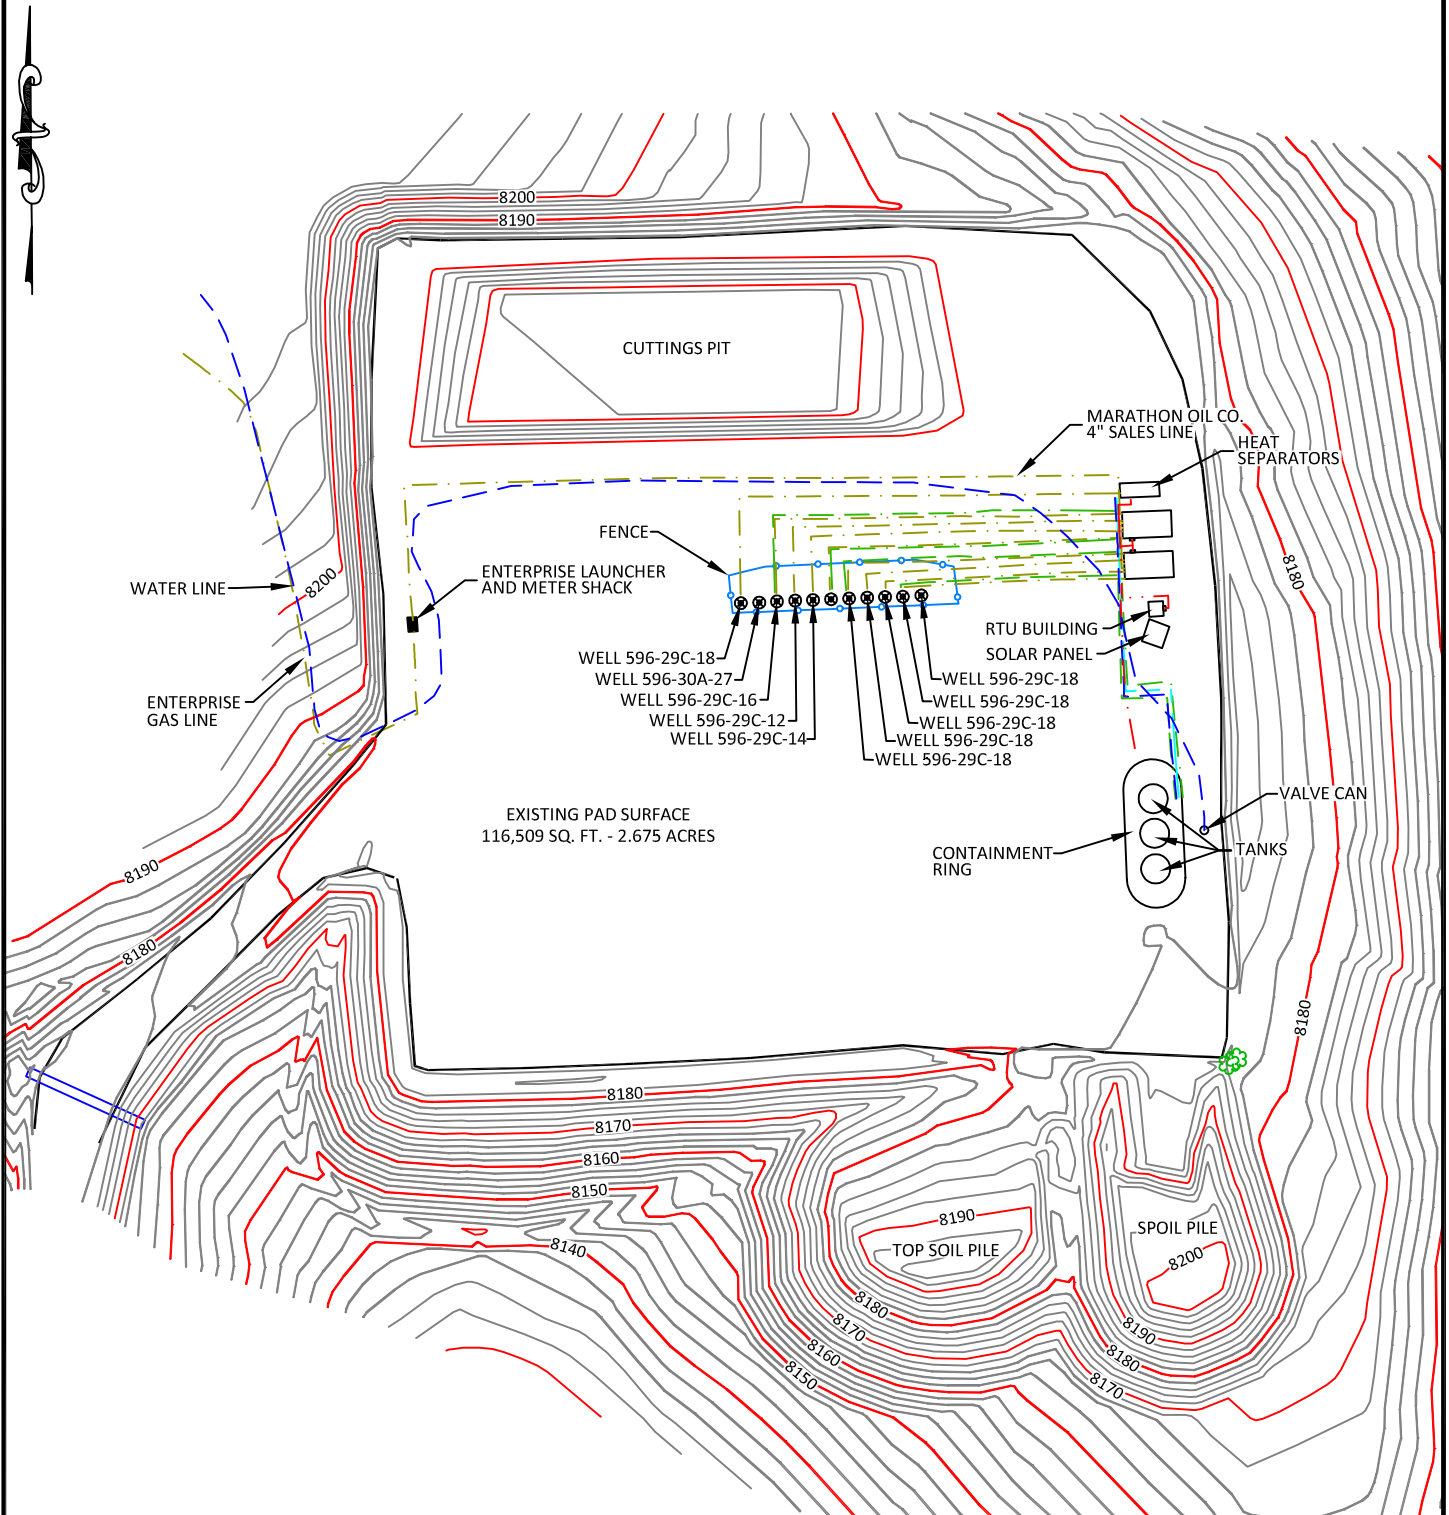 8200
8190
CUTTINGS PIT
MARATHON OIL CO.
4" SALES LINE
HEAT
SEPARATORS
FENCE
ENTERPRISE LAUNCHER
AND METER SHACK
WATER LINE
8200
8180
RTU BUILDING
SOLAR PANEL
WELL 596-29C-18
WELL 596-30A-27
WELL 596-29C-16
WELL 596-29C-12
WELL 596-29C-14
WELL 596-29C-18
WELL 596-29C-18
WELL 596-29C-18
WELL 596-29C-18
WELL 596-29C-18
ENTERPRISE
GAS LINE
EXISTING PAD SURFACE
116,509 SQ. FT. - 2.675 ACRES
VALVE CAN
TANKS
CONTAINMENT
RING
8190
8180
8180
8180
8170
8160
8150
8140
8190
TOP SOIL PILE
SPOIL PILE
8200
8180
8170
8160
8150
8190
8180
8170